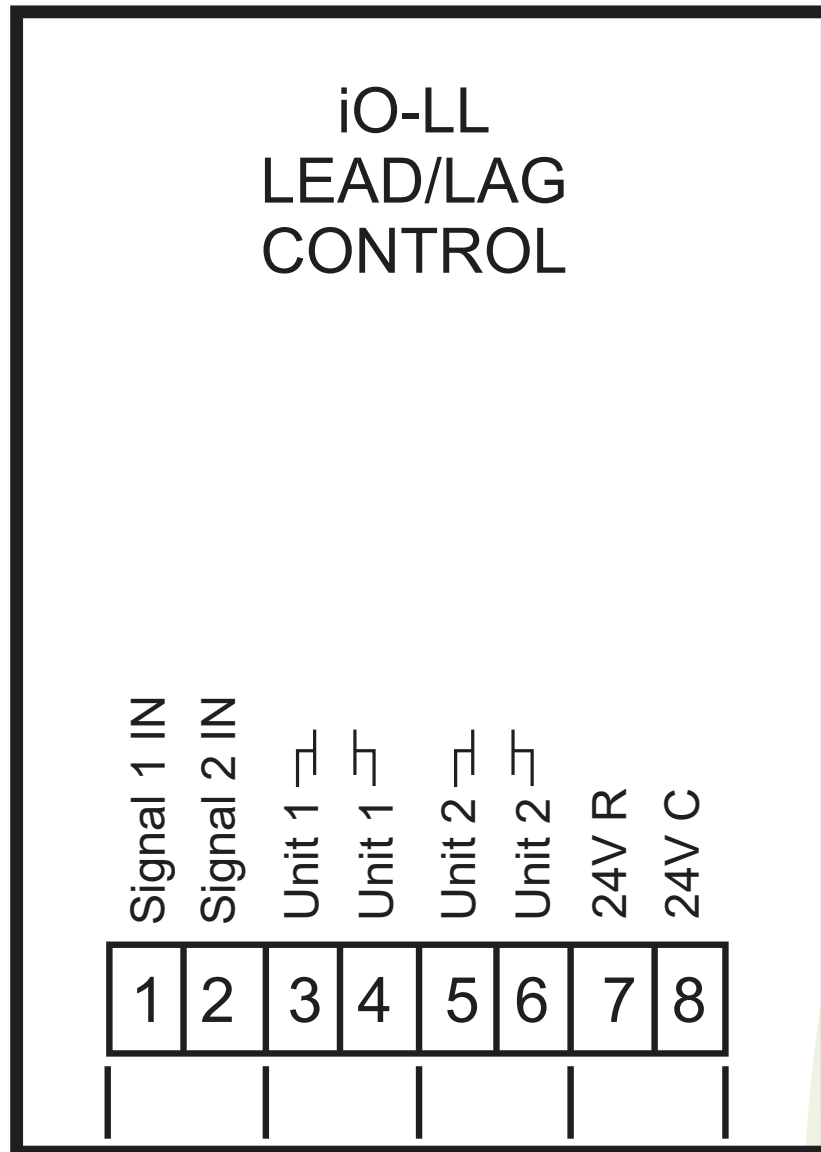 iO-LL
LEAD/LAG
CONTROL
Signal 1 IN
Signal 2 IN
Unit 1
Unit 1
Unit 2
Unit 2
24V R
24V C
1 2 3 4 5 6 7 8